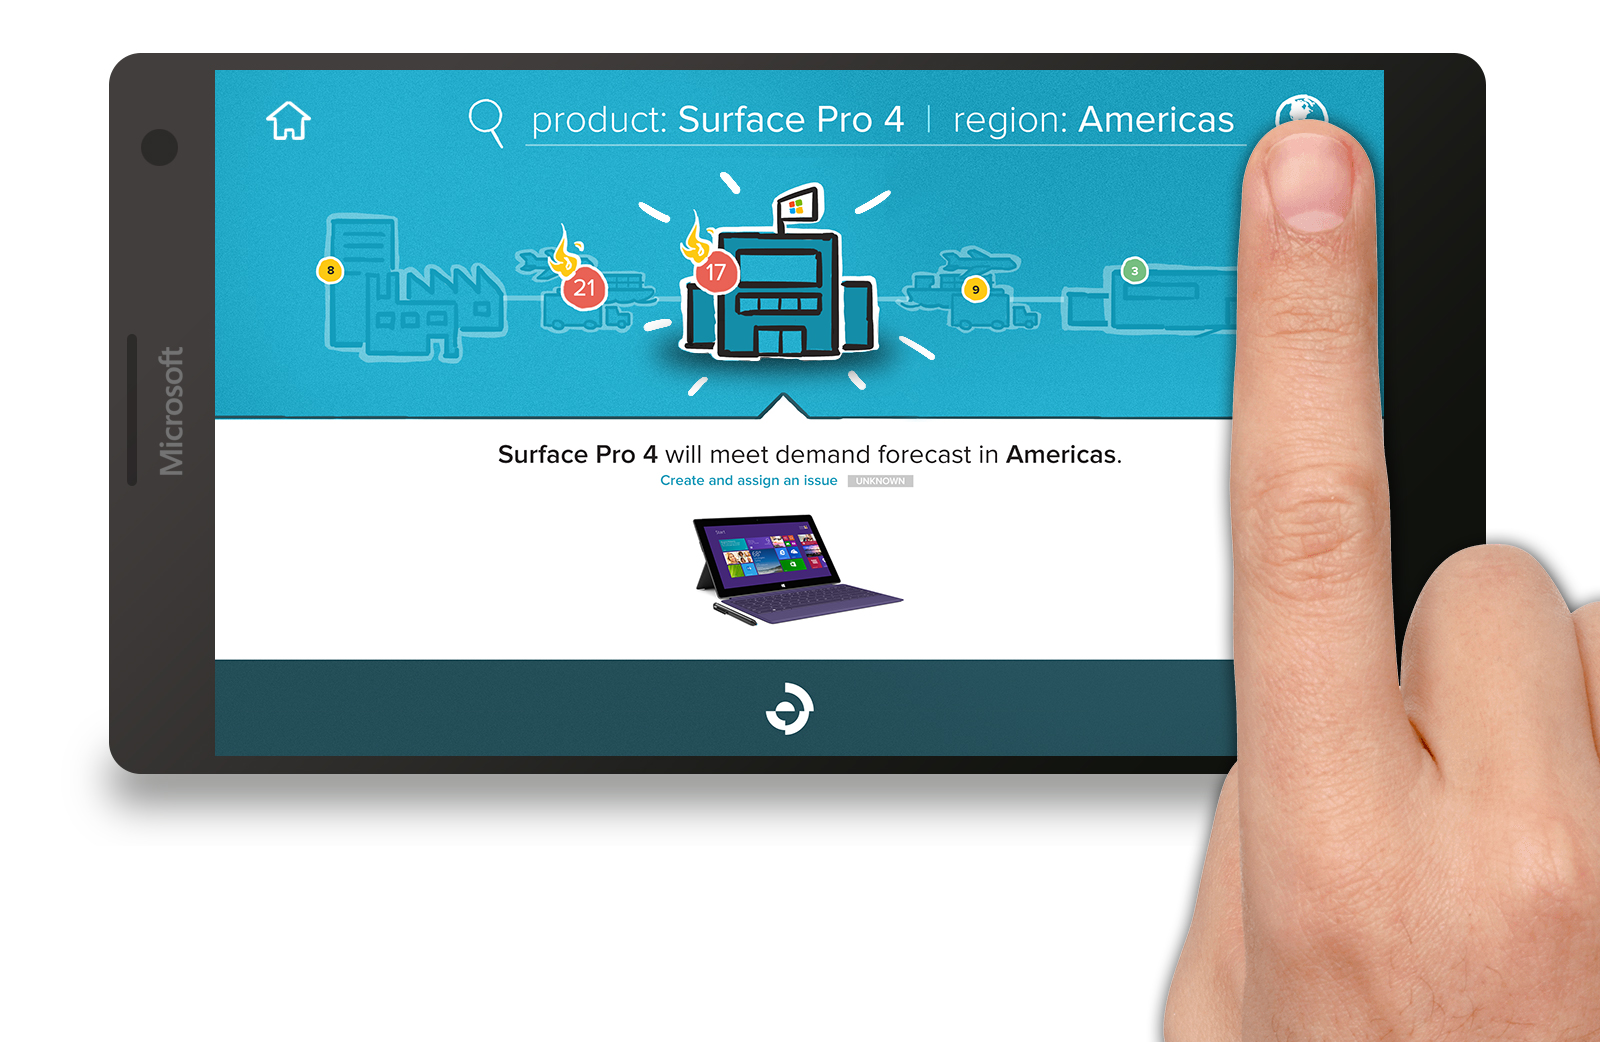 product: Surface Pro 4 | region: Americas
8
21
17
9
3
Microsoft
Surface Pro 4 will meet demand forecast in Americas.
Create and assign an issue UNKNOWN
Start